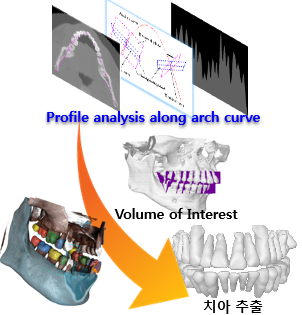 Profile analysis along arch curve
Volume of Interest
치아 추출